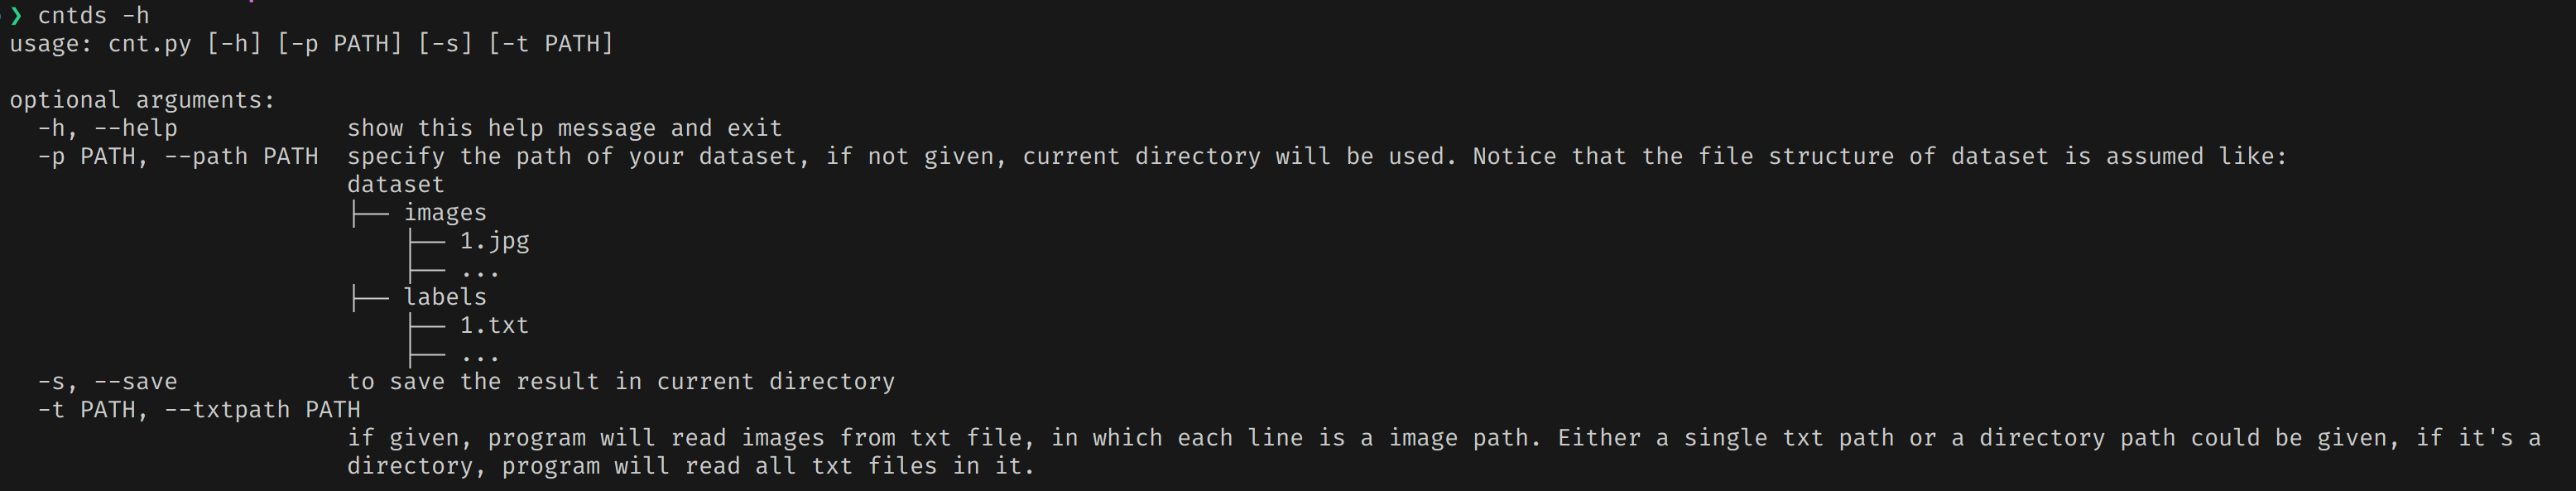 ❯ cntds -h
usage: cnt.py [-h] [-p PATH] [-s] [-t PATH]

optional arguments:
  -h, --help            show this help message and exit
  -p PATH, --path PATH  specify the path of your dataset, if not given, current directory will be used. Notice that the file structure of dataset is assumed like:
                        dataset
                        ├── images
                            ├── 1.jpg
                            ├── ...
                        ├── labels
                            ├── 1.txt
                            ├── ...
  -s, --save            to save the result in current directory
  -t PATH, --txtpath PATH
                        if given, program will read images from txt file, in which each line is a image path. Either a single txt path or a directory path could be given, if it's a
                        directory, program will read all txt files in it.